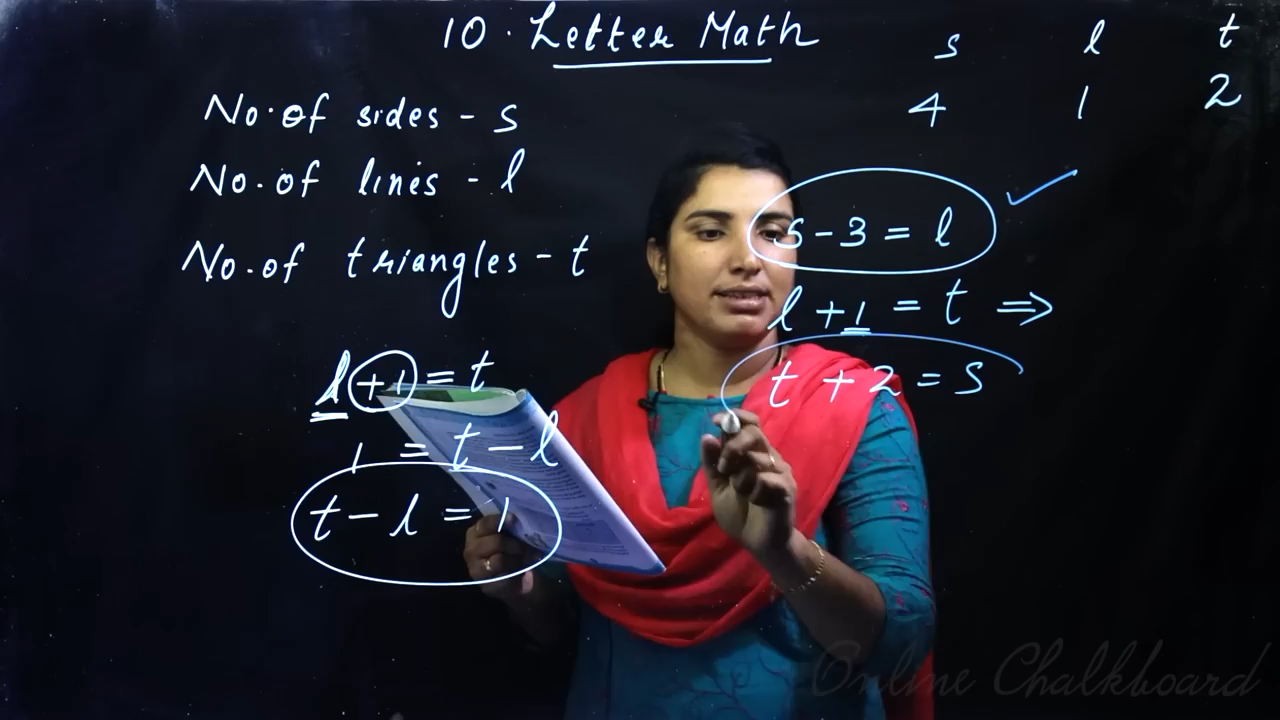 10. Letter Math
s l t
4 1 2
No. of sides - s
No. of lines - l
No. of triangles - t
s - 3 = l
l + 1 = t ⇒
t + 2 = s
l + 1 = t
1 = t - l
t - l = 1
Online Chalkboard